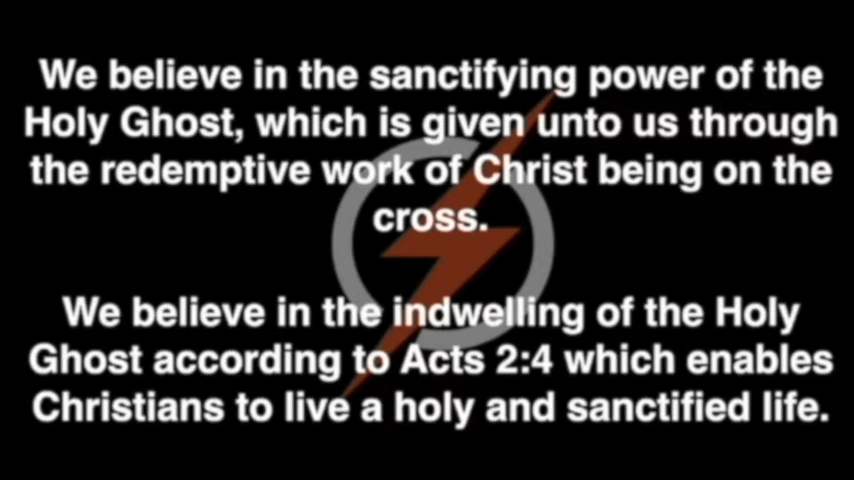 We believe in the sanctifying power of the
Holy Ghost, which is given unto us through
the redemptive work of Christ being on the
cross.
We believe in the indwelling of the Holy
Ghost according to Acts 2:4 which enables
Christians to live a holy and sanctified life.